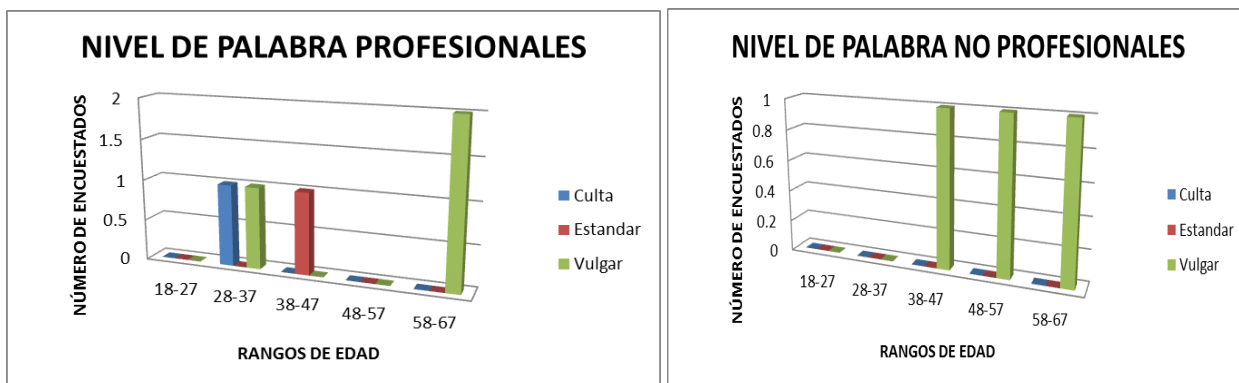 NIVEL DE PALABRA PROFESIONALES
NÚMERO DE ENCUESTADOS
2
1.5
1
0.5
0
18-27
28-37
38-47
48-57
58-67
RANGOS DE EDAD
Culta
Estandar
Vulgar
NIVEL DE PALABRA NO PROFESIONALES
NÚMERO DE ENCUESTADOS
1
0.8
0.6
0.4
0.2
0
18-27
28-37
38-47
48-57
58-67
RANGOS DE EDAD
Culta
Estandar
Vulgar